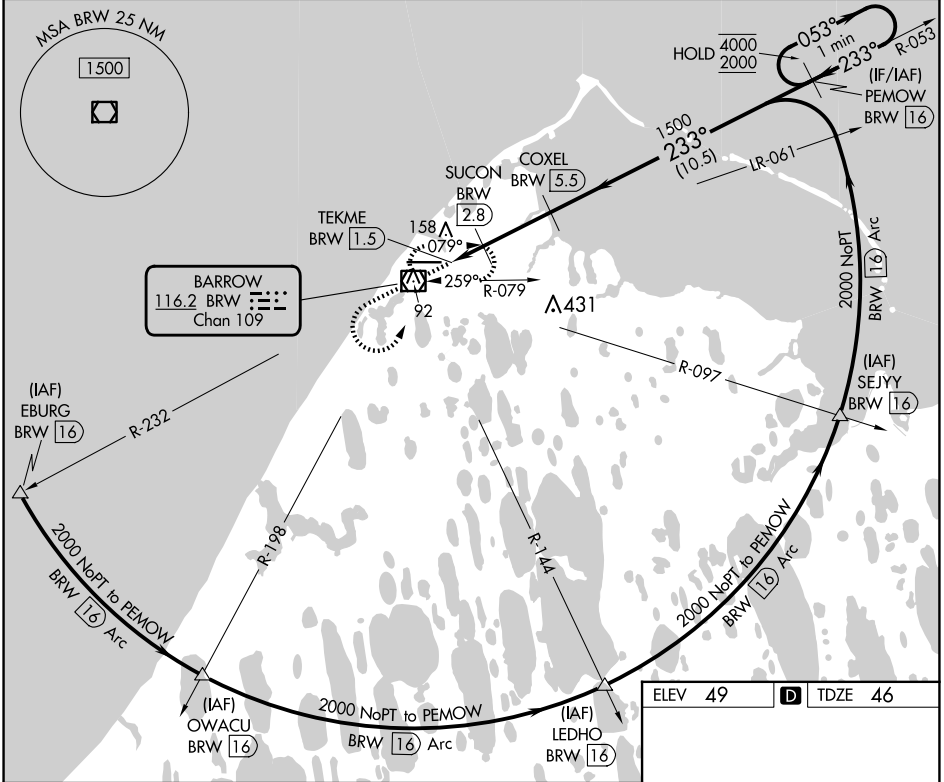 MSA BRW 25 NM
1500
HOLD 4000
2000
053°
1 min
233°
R-053
(IF/IAF)
PEMOW
BRW 16
1500
233°
(10.5)
LR-061
COXEL
BRW 5.5
SUCON
BRW
2.8
TEKME
BRW 1.5
158
079°
259°
R-079
92
431
BARROW
116.2 BRW
Chan 109
2000 NoPT
BRW 16 Arc
R-097
(IAF)
SEJYY
BRW 16
(IAF)
EBURG
BRW 16
R-232
R-198
R-144
2000 NoPT to PEMOW
BRW 16 Arc
2000 NoPT to PEMOW
BRW 16 Arc
(IAF)
OWACU
BRW 16
2000 NoPT to PEMOW
BRW 16 Arc
(IAF)
LEDHO
BRW 16
ELEV 49 D TDZE 46